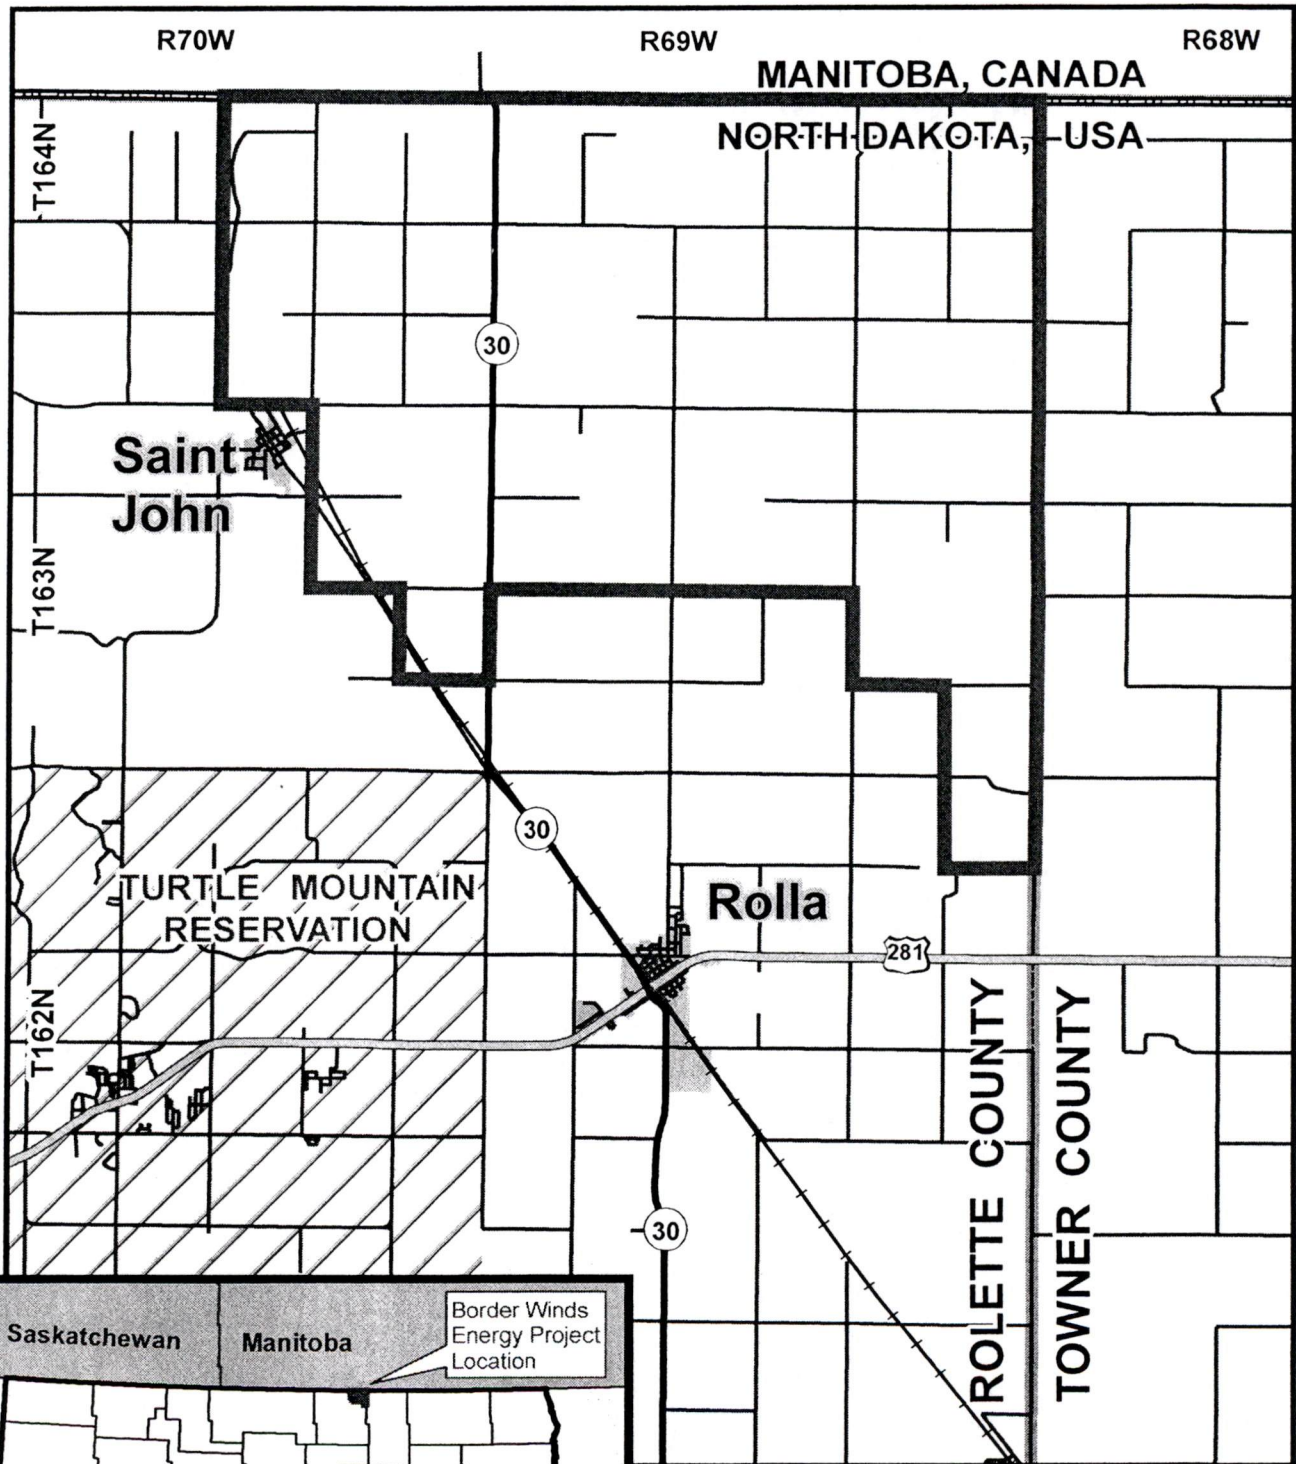 R70W R69W R68W
MANITOBA, CANADA
NORTH DAKOTA, USA
T164N
30
Saint
John
T163N
30
TURTLE MOUNTAIN
RESERVATION
Rolla
281
T162N
ROLETTE COUNTY
TOWNER COUNTY
30
Border Winds
Energy Project
Location
Saskatchewan Manitoba